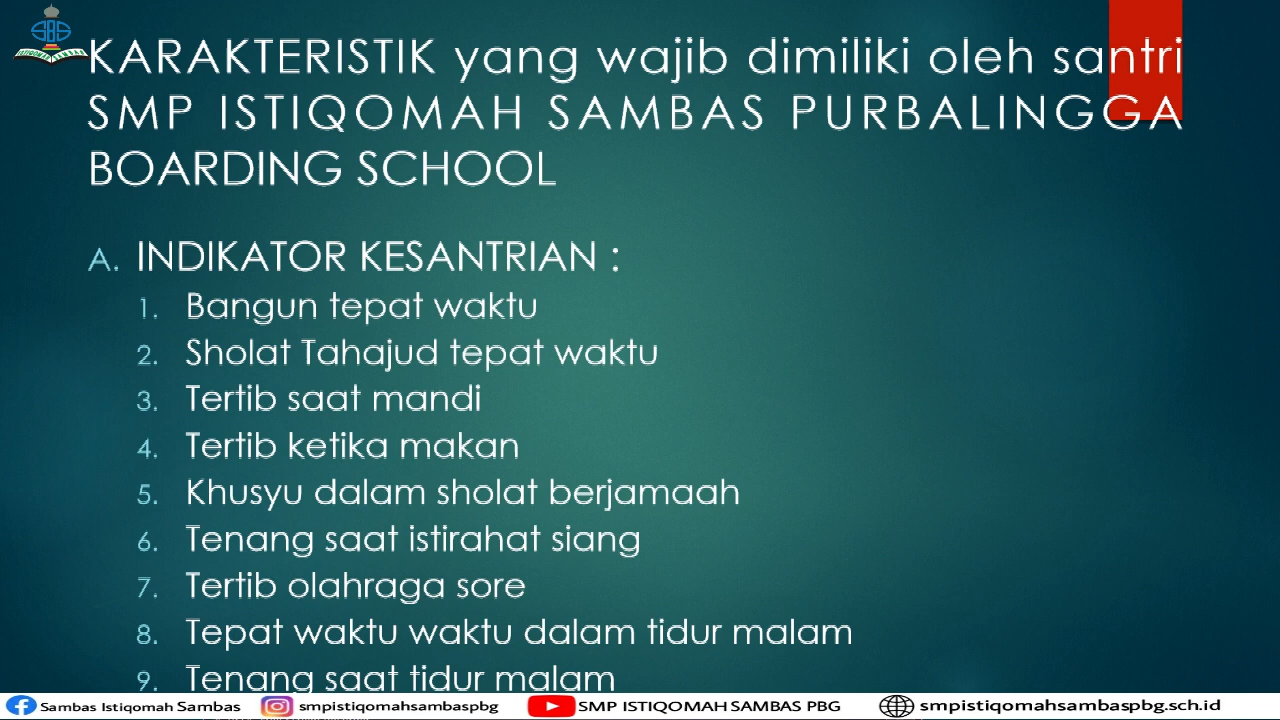 SBS
KARAKTERISTIK yang wajib dimiliki oleh santri
SMP ISTIQOMAH SAMBAS PURBALINGGA
BOARDING SCHOOL
A. INDIKATOR KESANTRIAN :
1. Bangun tepat waktu
2. Sholat Tahajud tepat waktu
3. Tertib saat mandi
4. Tertib ketika makan
5. Khusyu dalam sholat berjamaah
6. Tenang saat istirahat siang
7. Tertib olahraga sore
8. Tepat waktu waktu dalam tidur malam
9. Tenang saat tidur malam
Sambas Istiqomah Sambas smpistiqomahsambaspbg SMP ISTIQOMAH SAMBAS PBG smpistiqomahsambaspbg.sch.id